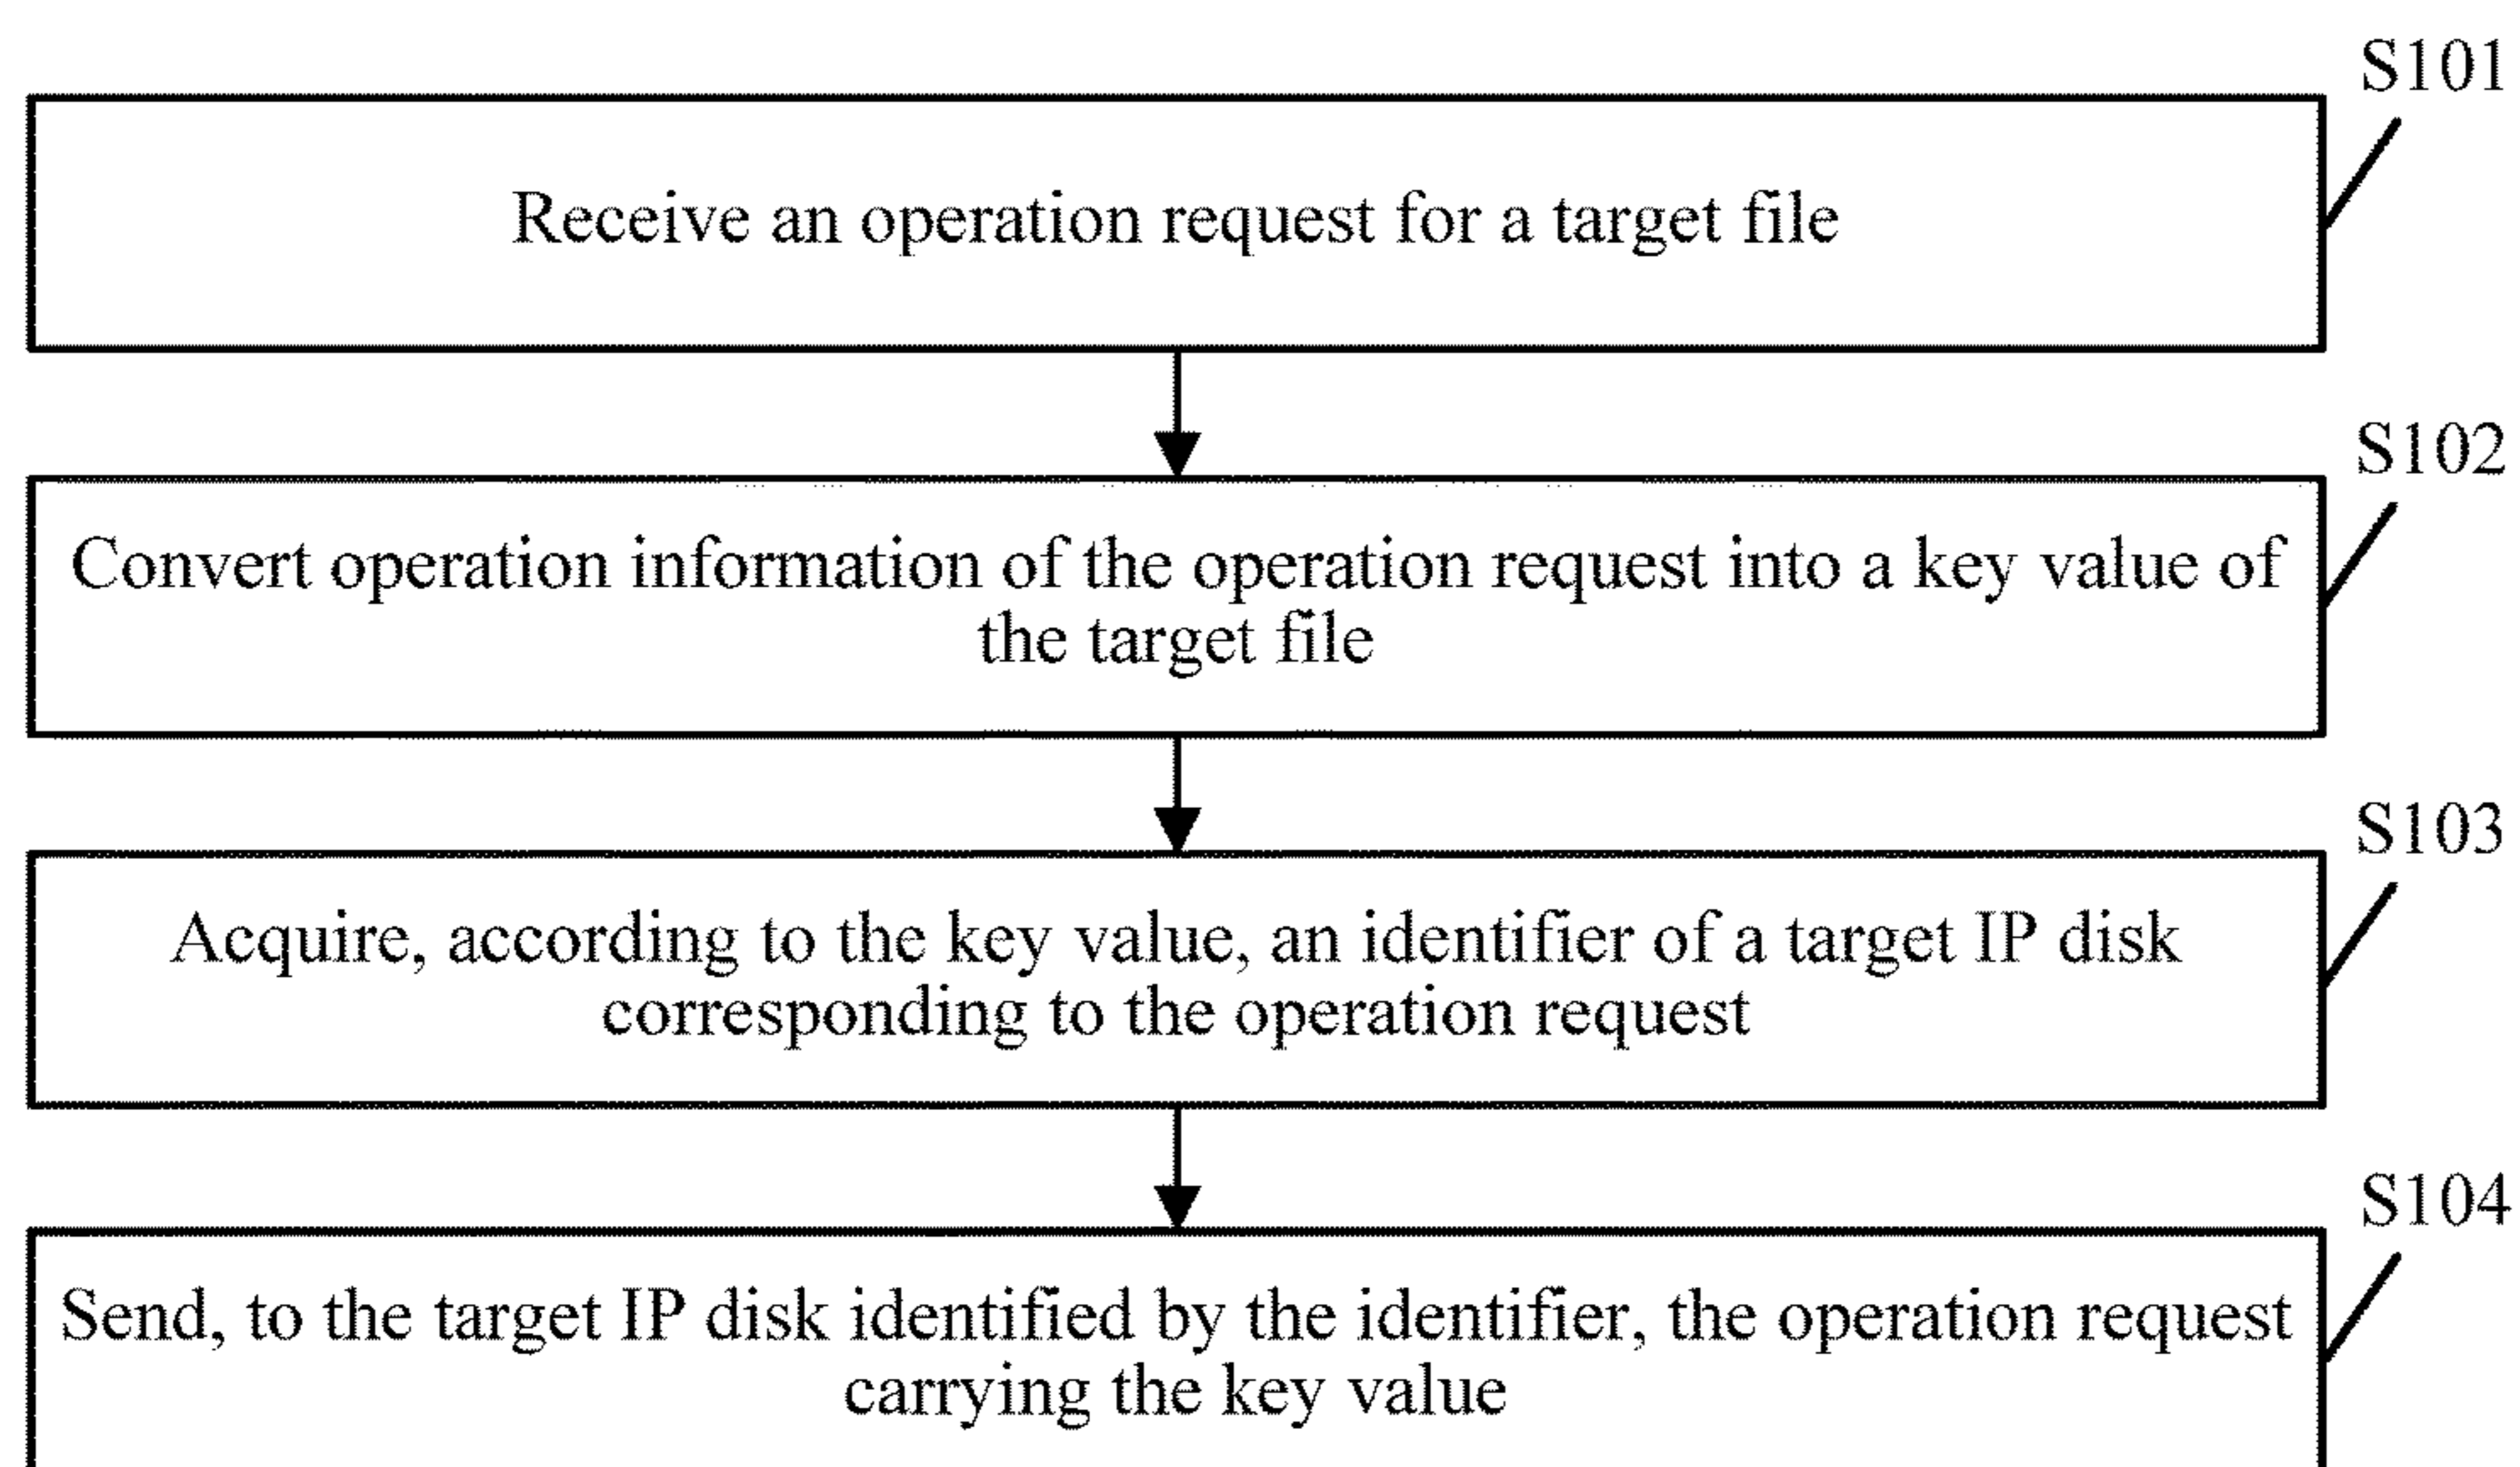 S101
Receive an operation request for a target file
S102
Convert operation information of the operation request into a key value of
the target file
S103
Acquire, according to the key value, an identifier of a target IP disk
corresponding to the operation request
S104
Send, to the target IP disk identified by the identifier, the operation request
carrying the key value